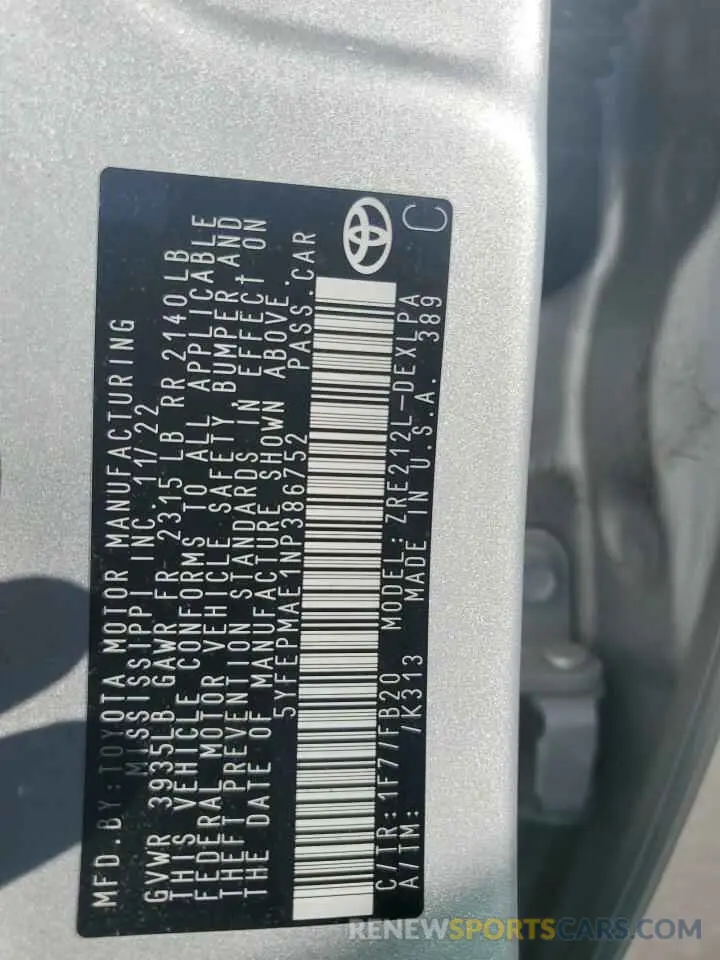 MFD. BY: TOYOTA MOTOR MANUFACTURING
MISSISSIPPI INC. 11/22
GVWR 3935LB GAWR FR 2315 LB RR 2140 LB
THIS VEHICLE CONFORMS TO ALL APPLICABLE
FEDERAL MOTOR VEHICLE SAFETY, BUMPER, AND
THEFT PREVENTION STANDARDS IN EFFECT ON
THE DATE OF MANUFACTURE SHOWN ABOVE.
5YFEPMAE1NP386752 PASS. CAR
C/TR: 1F7/FB20 MODEL: ZRE212L-DEXLPA
A/TM: /K313 MADE IN U.S.A. 389
C
RENEWSPORTSCARS.COM